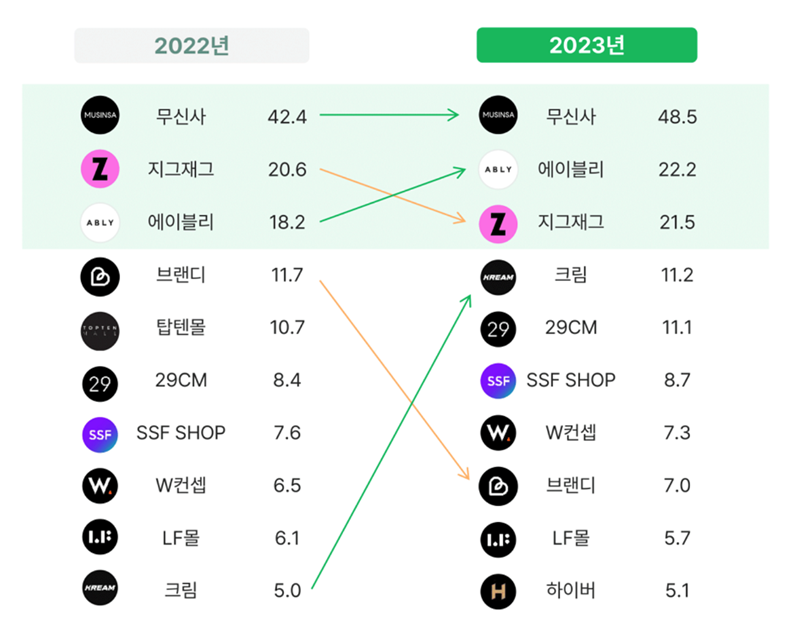 2022년 2023년
MUSINSA 무신사 42.4 MUSINSA 무신사 48.5
Z 지그재그 20.6 ABLY 에이블리 22.2
ABLY 에이블리 18.2 Z 지그재그 21.5
브랜디 11.7 KREAM 크림 11.2
TOPTEN MALL 탑텐몰 10.7 29 29CM 11.1
29 29CM 8.4 SSF SSF SHOP 8.7
SSF SSF SHOP 7.6 W. W컨셉 7.3
W. W컨셉 6.5 브랜디 7.0
LF LF몰 6.1 LF LF몰 5.7
KREAM 크림 5.0 H 하이버 5.1